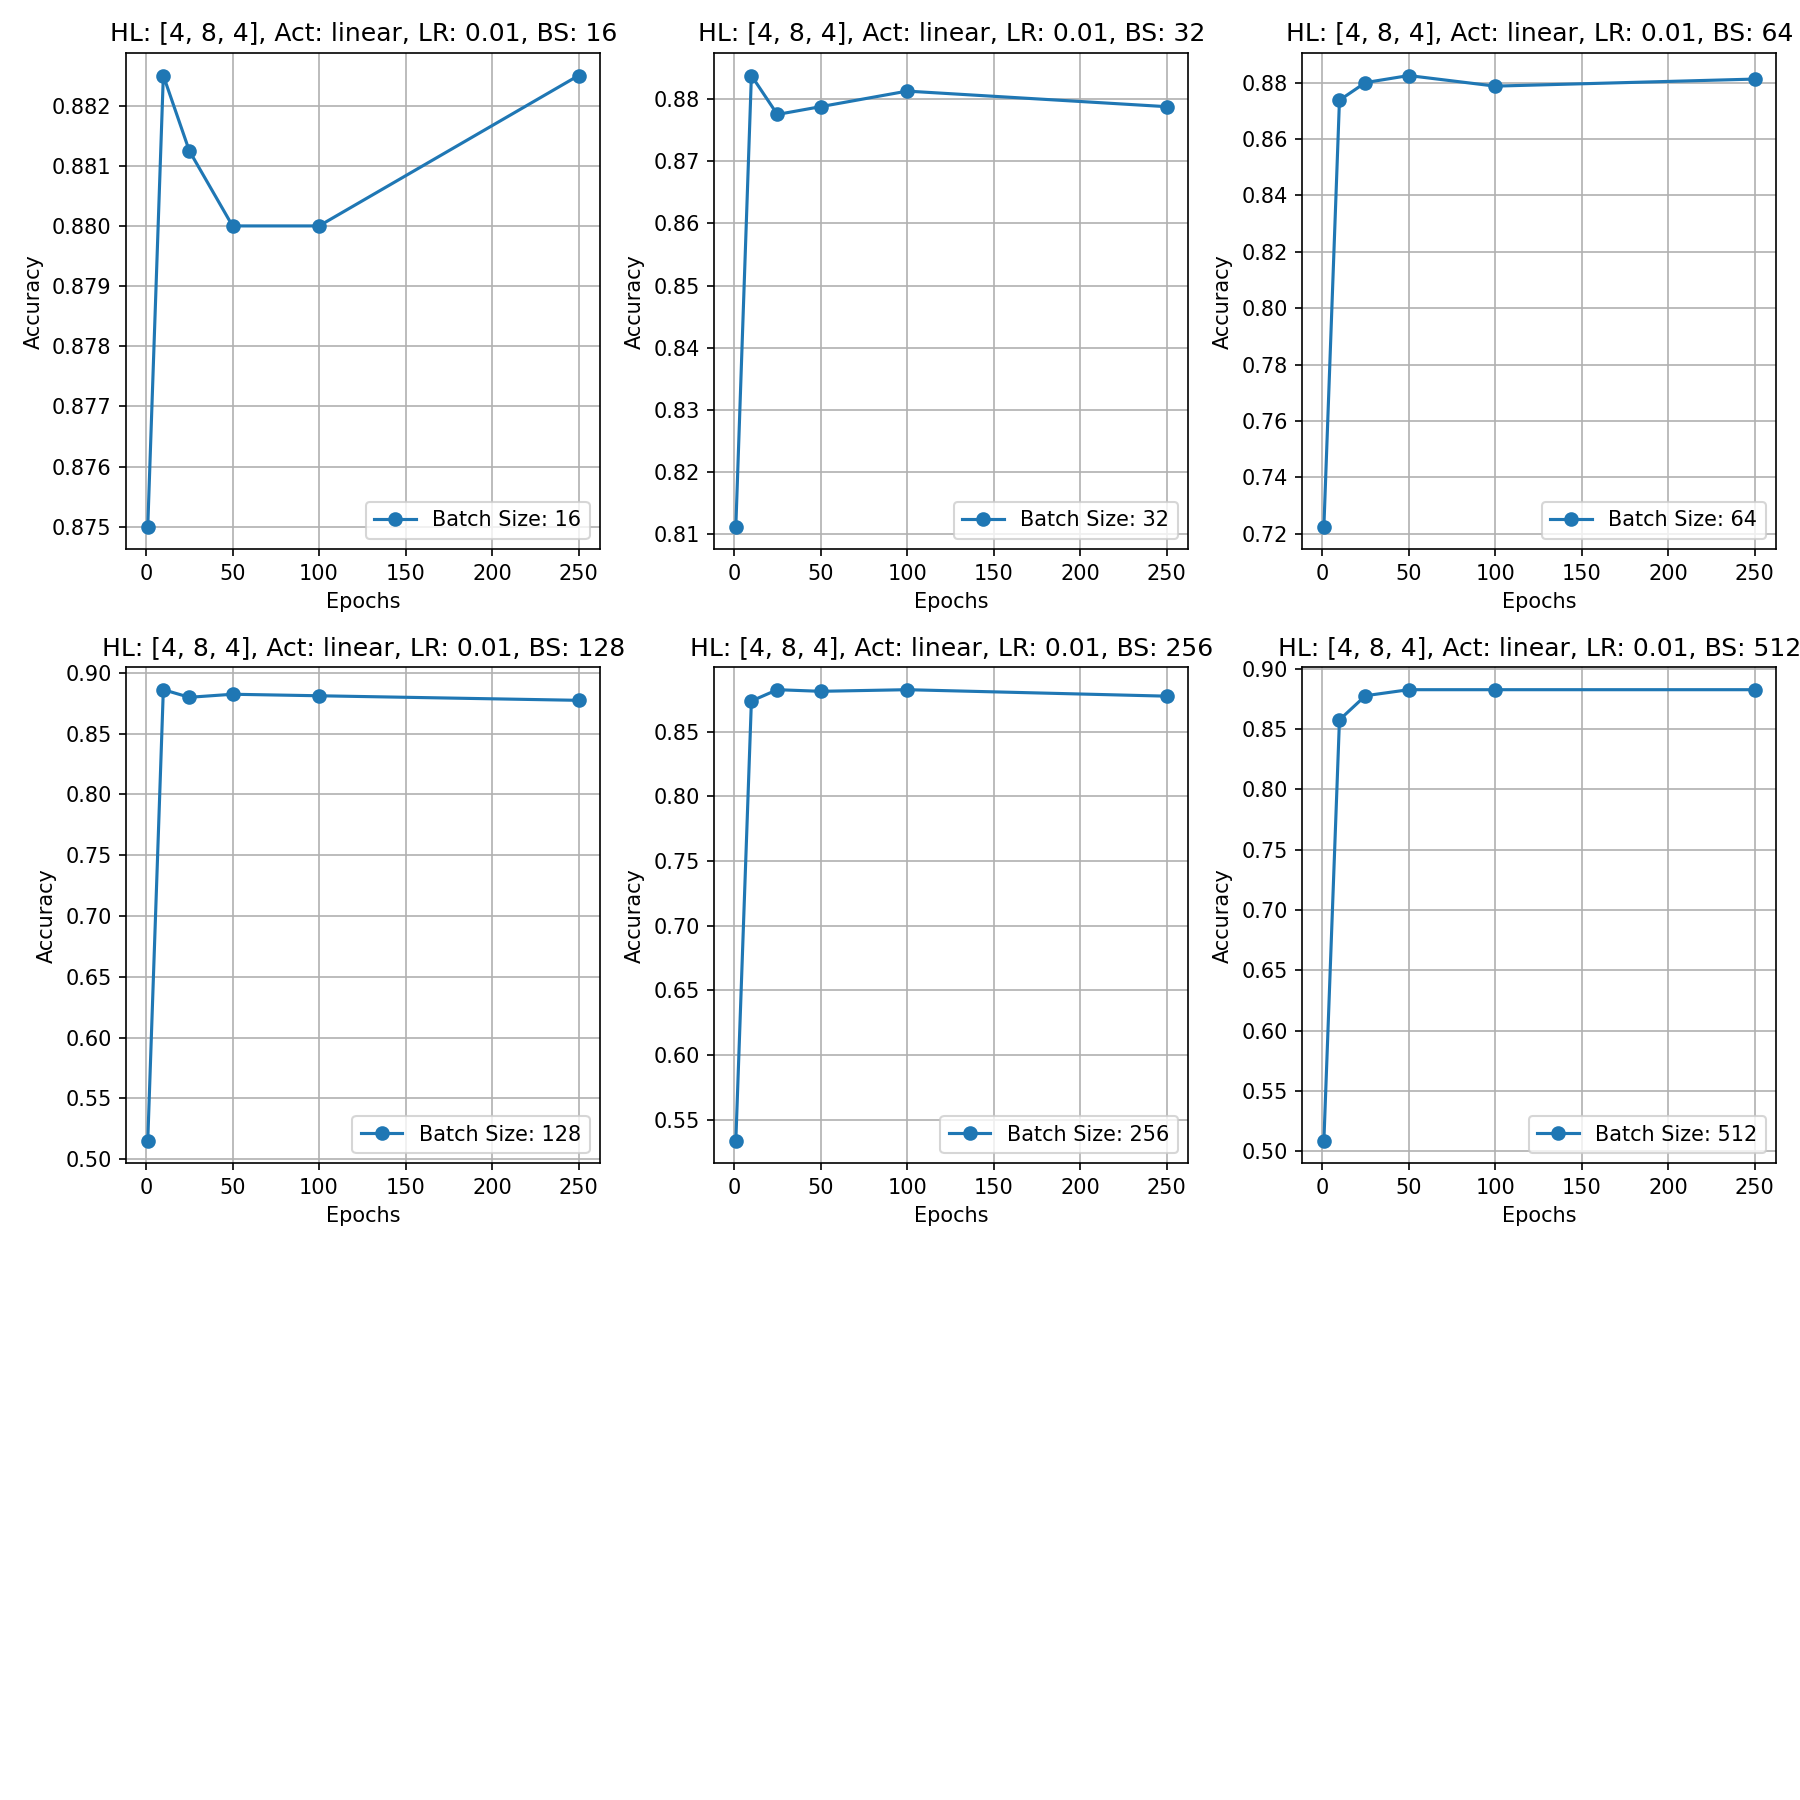 HL: [4, 8, 4], Act: linear, LR: 0.01, BS: 16
0.882
0.881
0.880
0.879
0.878
0.877
0.876
0.875
Accuracy
Batch Size: 16
0 50 100 150 200 250
Epochs
HL: [4, 8, 4], Act: linear, LR: 0.01, BS: 32
0.88
0.87
0.86
0.85
0.84
0.83
0.82
0.81
Accuracy
Batch Size: 32
0 50 100 150 200 250
Epochs
HL: [4, 8, 4], Act: linear, LR: 0.01, BS: 64
0.88
0.86
0.84
0.82
0.80
0.78
0.76
0.74
0.72
Accuracy
Batch Size: 64
0 50 100 150 200 250
Epochs
HL: [4, 8, 4], Act: linear, LR: 0.01, BS: 128
0.90
0.85
0.80
0.75
0.70
0.65
0.60
0.55
0.50
Accuracy
Batch Size: 128
0 50 100 150 200 250
Epochs
HL: [4, 8, 4], Act: linear, LR: 0.01, BS: 256
0.85
0.80
0.75
0.70
0.65
0.60
0.55
Accuracy
Batch Size: 256
0 50 100 150 200 250
Epochs
HL: [4, 8, 4], Act: linear, LR: 0.01, BS: 512
0.90
0.85
0.80
0.75
0.70
0.65
0.60
0.55
0.50
Accuracy
Batch Size: 512
0 50 100 150 200 250
Epochs